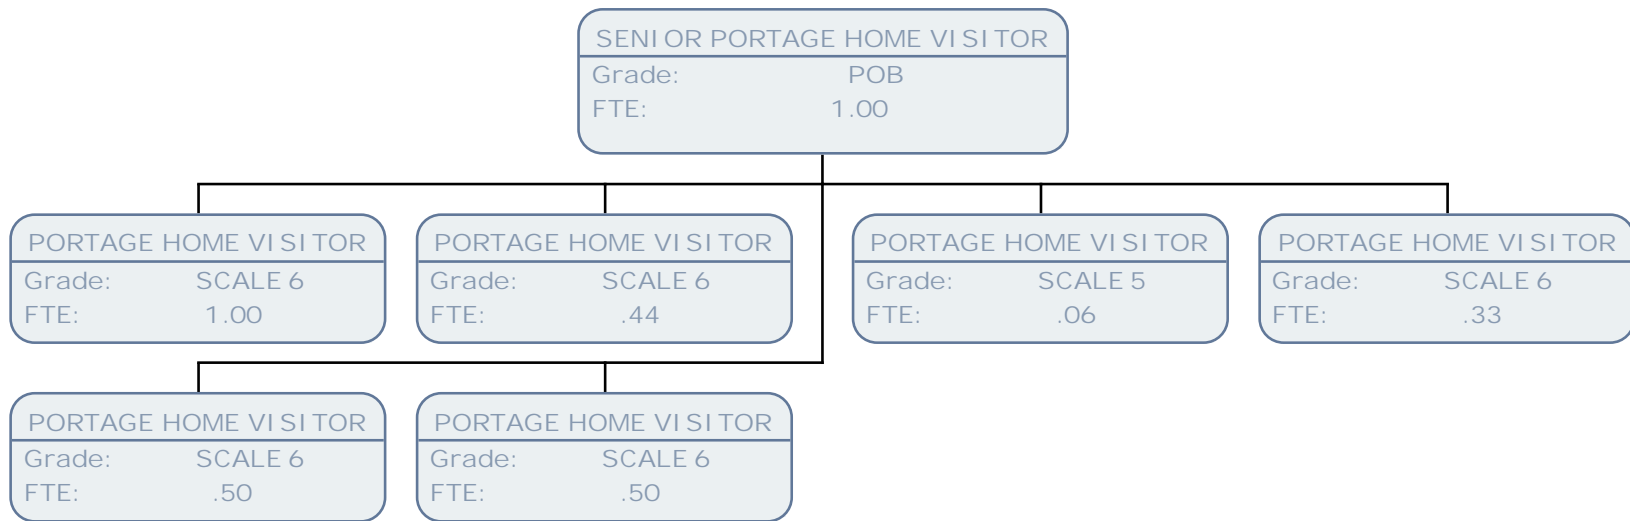 SENIOR PORTAGE HOME VISITOR
Grade: POB
FTE: 1.00
PORTAGE HOME VISITOR
Grade: SCALE 6
FTE: 1.00
PORTAGE HOME VISITOR
Grade: SCALE 6
FTE: .44
PORTAGE HOME VISITOR
Grade: SCALE 5
FTE: .06
PORTAGE HOME VISITOR
Grade: SCALE 6
FTE: .33
PORTAGE HOME VISITOR
Grade: SCALE 6
FTE: .50
PORTAGE HOME VISITOR
Grade: SCALE 6
FTE: .50